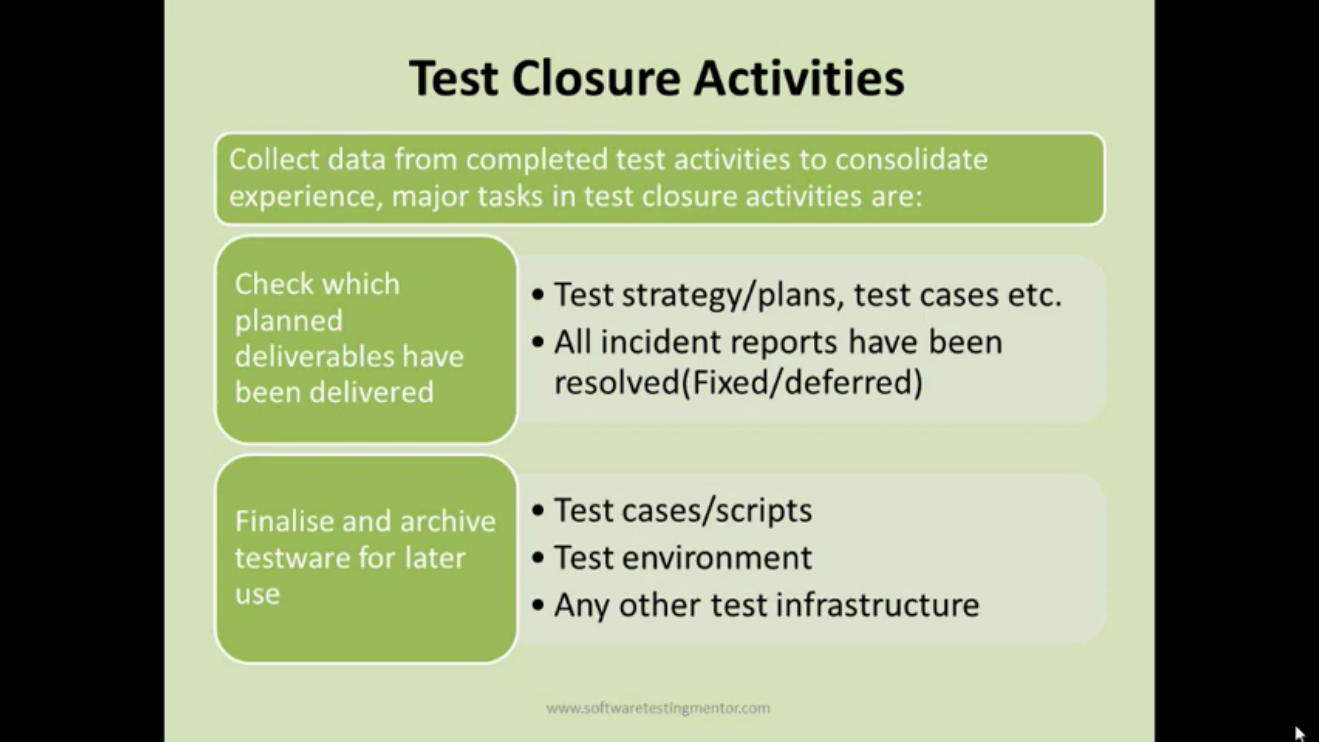 Test Closure Activities
Collect data from completed test activities to consolidate
experience, major tasks in test closure activities are:
Check which
planned
deliverables have
been delivered
• Test strategy/plans, test cases etc.
• All incident reports have been
resolved(Fixed/deferred)
Finalise and archive
testware for later
use
• Test cases/scripts
• Test environment
• Any other test infrastructure
www.softwaretestingmentor.com